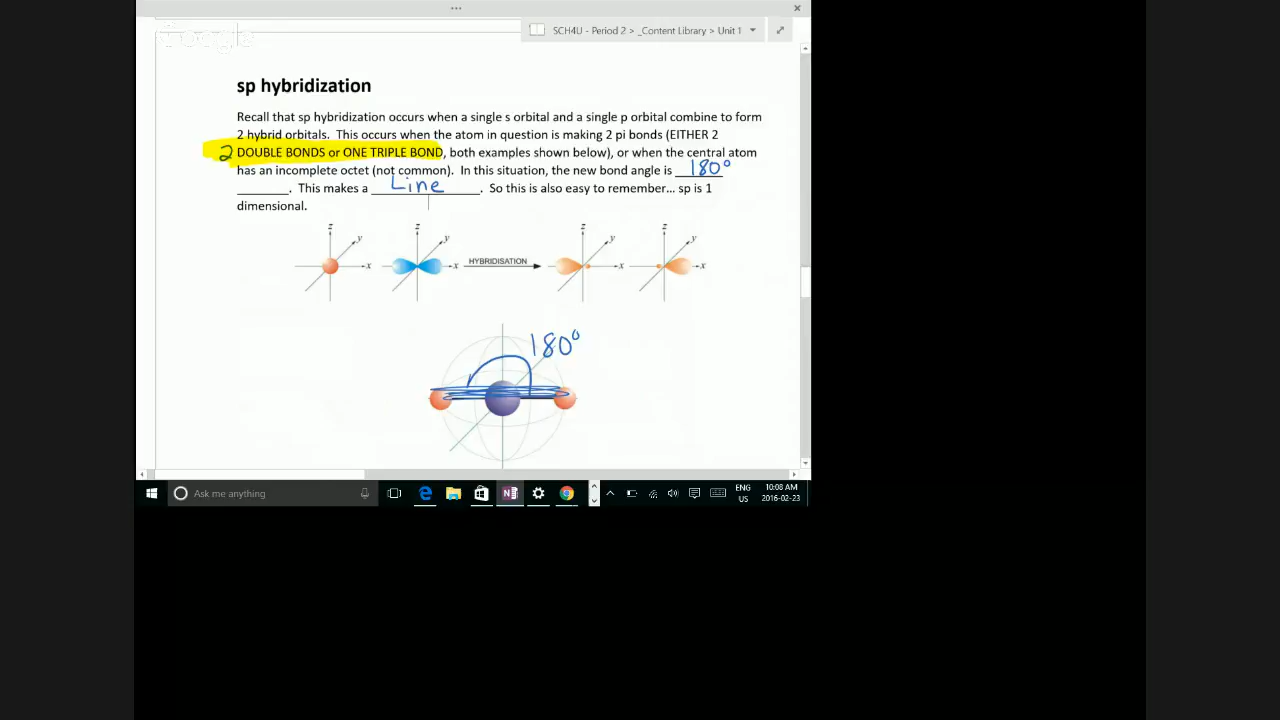 ...
Google
SCH4U - Period 2 > _Content Library > Unit 1
sp hybridization
Recall that sp hybridization occurs when a single s orbital and a single p orbital combine to form
2 hybrid orbitals. This occurs when the atom in question is making 2 pi bonds (EITHER 2
2 DOUBLE BONDS or ONE TRIPLE BOND, both examples shown below), or when the central atom
has an incomplete octet (not common). In this situation, the new bond angle is 180°
________. This makes a Line. So this is also easy to remember... sp is 1
dimensional.
z z z z
y y y y
x x HYBRIDISATION x x
180°
Ask me anything
ENG 10:08 AM
US 2016-02-23